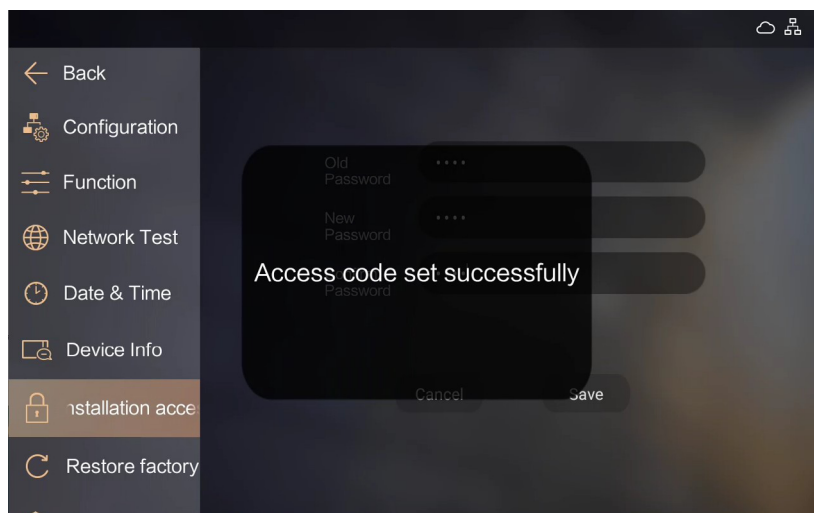 Back
Configuration
Function
Network Test
Date & Time
Device Info
nstallation acce
Restore factory
Old
Password
••••
New
Password
••••
Access code set successfully
Password
Cancel
Save